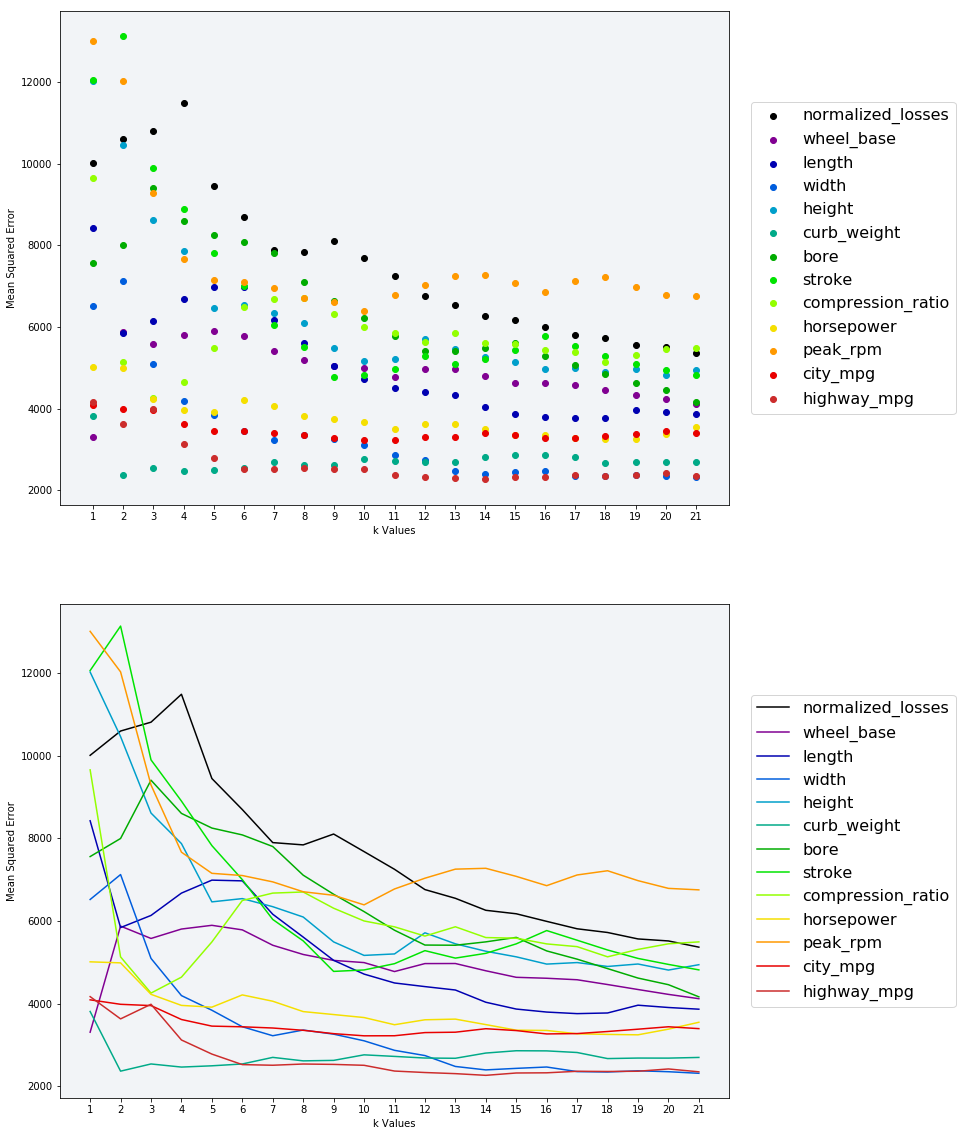 12000
10000
8000
6000
4000
2000
Mean Squared Error
1 2 3 4 5 6 7 8 9 10 11 12 13 14 15 16 17 18 19 20 21
k Values
normalized_losses
wheel_base
length
width
height
curb_weight
bore
stroke
compression_ratio
horsepower
peak_rpm
city_mpg
highway_mpg
12000
10000
8000
6000
4000
2000
Mean Squared Error
1 2 3 4 5 6 7 8 9 10 11 12 13 14 15 16 17 18 19 20 21
k Values
normalized_losses
wheel_base
length
width
height
curb_weight
bore
stroke
compression_ratio
horsepower
peak_rpm
city_mpg
highway_mpg